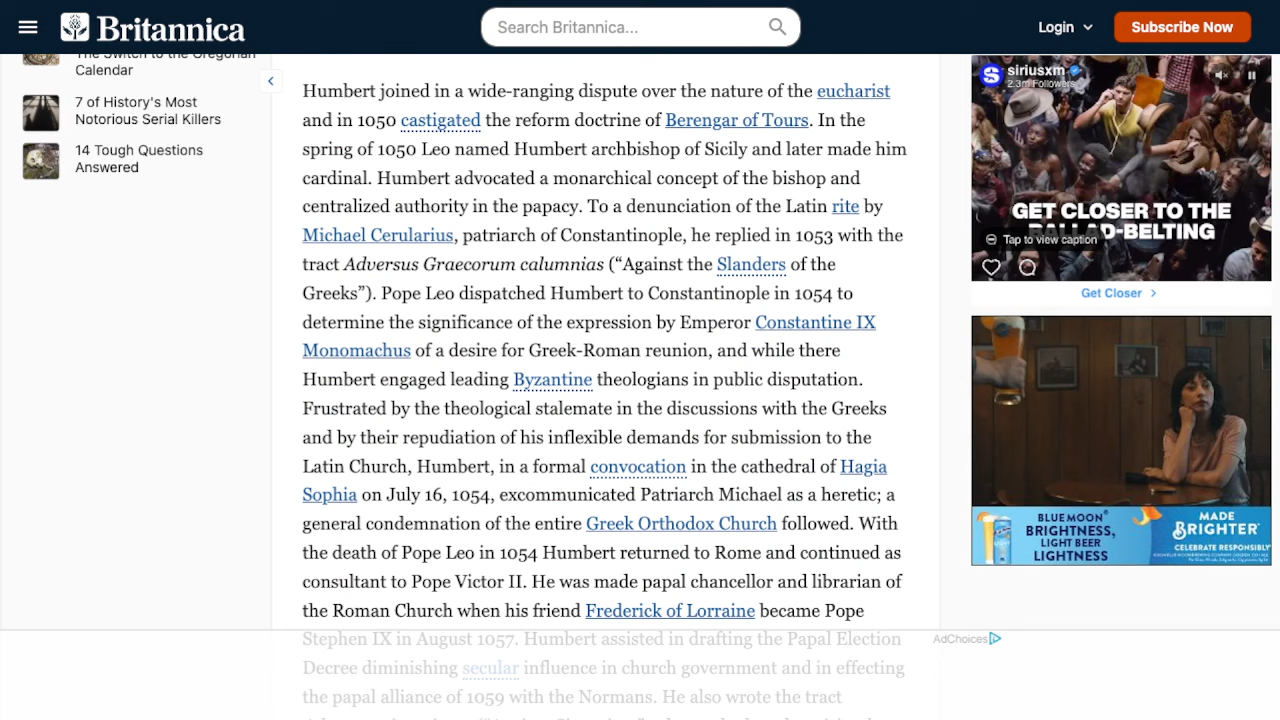 Britannica
Search Britannica...
Login
Subscribe Now
The Switch to the Gregorian
Calendar
7 of History's Most
Notorious Serial Killers
14 Tough Questions
Answered
Humbert joined in a wide-ranging dispute over the nature of the eucharist
and in 1050 castigated the reform doctrine of Berengar of Tours. In the
spring of 1050 Leo named Humbert archbishop of Sicily and later made him
cardinal. Humbert advocated a monarchical concept of the bishop and
centralized authority in the papacy. To a denunciation of the Latin rite by
Michael Cerularius, patriarch of Constantinople, he replied in 1053 with the
tract Adversus Graecorum calumnias (“Against the Slanders of the
Greeks”). Pope Leo dispatched Humbert to Constantinople in 1054 to
determine the significance of the expression by Emperor Constantine IX
Monomachus of a desire for Greek-Roman reunion, and while there
Humbert engaged leading Byzantine theologians in public disputation.
Frustrated by the theological stalemate in the discussions with the Greeks
and by their repudiation of his inflexible demands for submission to the
Latin Church, Humbert, in a formal convocation in the cathedral of Hagia
Sophia on July 16, 1054, excommunicated Patriarch Michael as a heretic; a
general condemnation of the entire Greek Orthodox Church followed. With
the death of Pope Leo in 1054 Humbert returned to Rome and continued as
consultant to Pope Victor II. He was made papal chancellor and librarian of
the Roman Church when his friend Frederick of Lorraine became Pope
Stephen IX in August 1057. Humbert assisted in drafting the Papal Election
Decree diminishing secular influence in church government and in effecting
the papal alliance of 1059 with the Normans. He also wrote the tract
siriusxm
2.3m Followers
GET CLOSER TO THE
BALLAD-BELTING
Tap to view caption
Get Closer
BLUE MOON®
BRIGHTNESS,
LIGHT BEER
LIGHTNESS
MADE
BRIGHTER
CELEBRATE RESPONSIBLY
AdChoices